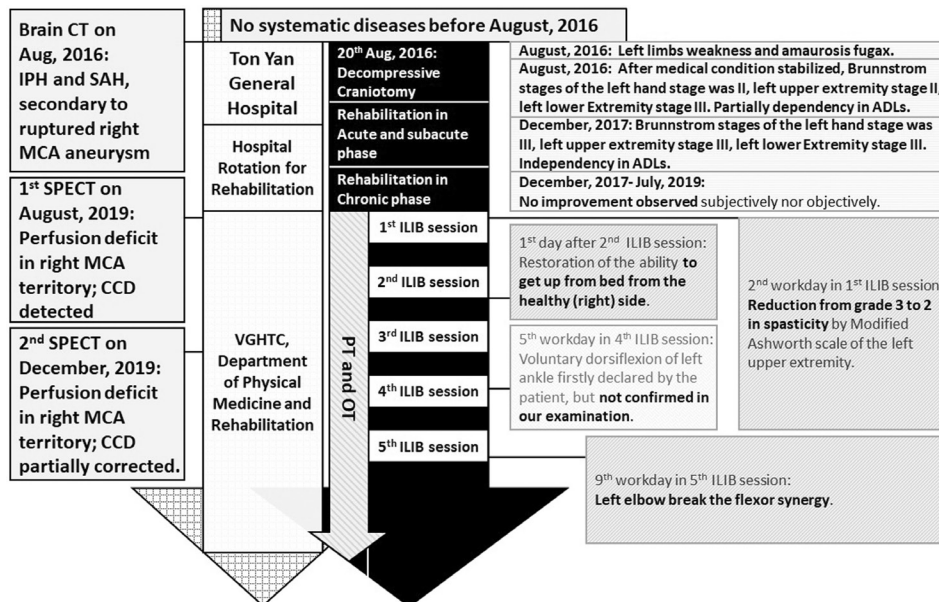 No systematic diseases before August, 2016
Brain CT on
Aug, 2016:
IPH and SAH,
secondary to
ruptured right
MCA aneurysm
1st SPECT on
August, 2019:
Perfusion deficit
in right MCA
territory; CCD
detected
2nd SPECT on
December, 2019:
Perfusion deficit
in right MCA
territory; CCD
partially corrected.
Ton Yan
General
Hospital
Hospital
Rotation for
Rehabilitation
VGHTC,
Department of
Physical
Medicine and
Rehabilitation
20th Aug, 2016:
Decompressive
Craniotomy
Rehabilitation in
Acute and subacute
phase
Rehabilitation in
Chronic phase
PT and OT
1st ILIB session
2nd ILIB session
3rd ILIB session
4th ILIB session
5th ILIB session
August, 2016: Left limbs weakness and amaurosis fugax.
August, 2016: After medical condition stabilized, Brunnstrom
stages of the left hand stage was II, left upper extremity stage II,
left lower Extremity stage III. Partially dependency in ADLs.
December, 2017: Brunnstrom stages of the left hand stage was
III, left upper extremity stage III, left lower Extremity stage III.
Independency in ADLs.
December, 2017- July, 2019:
No improvement observed subjectively nor objectively.
1st day after 2nd ILIB session:
Restoration of the ability to
get up from bed from the
healthy (right) side.
5th workday in 4th ILIB session:
Voluntary dorsiflexion of left
ankle firstly declared by the
patient, but not confirmed in
our examination.
2nd workday in 1st ILIB session
Reduction from grade 3 to 2
in spasticity by Modified
Ashworth scale of the left
upper extremity.
9th workday in 5th ILIB session:
Left elbow break the flexor synergy.